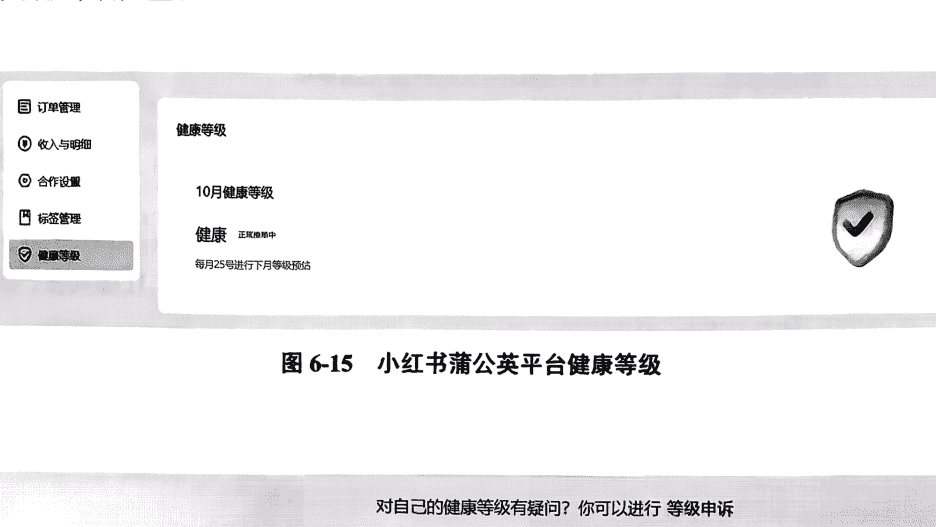 订单管理
收入与明细
合作设置
标签管理
健康等级
健康等级
10月健康等级
健康
每月25号进行下月等级预估
图 6-15 小红书蒲公英平台健康等级
对自己的健康等级有疑问？你可以进行 等级申诉